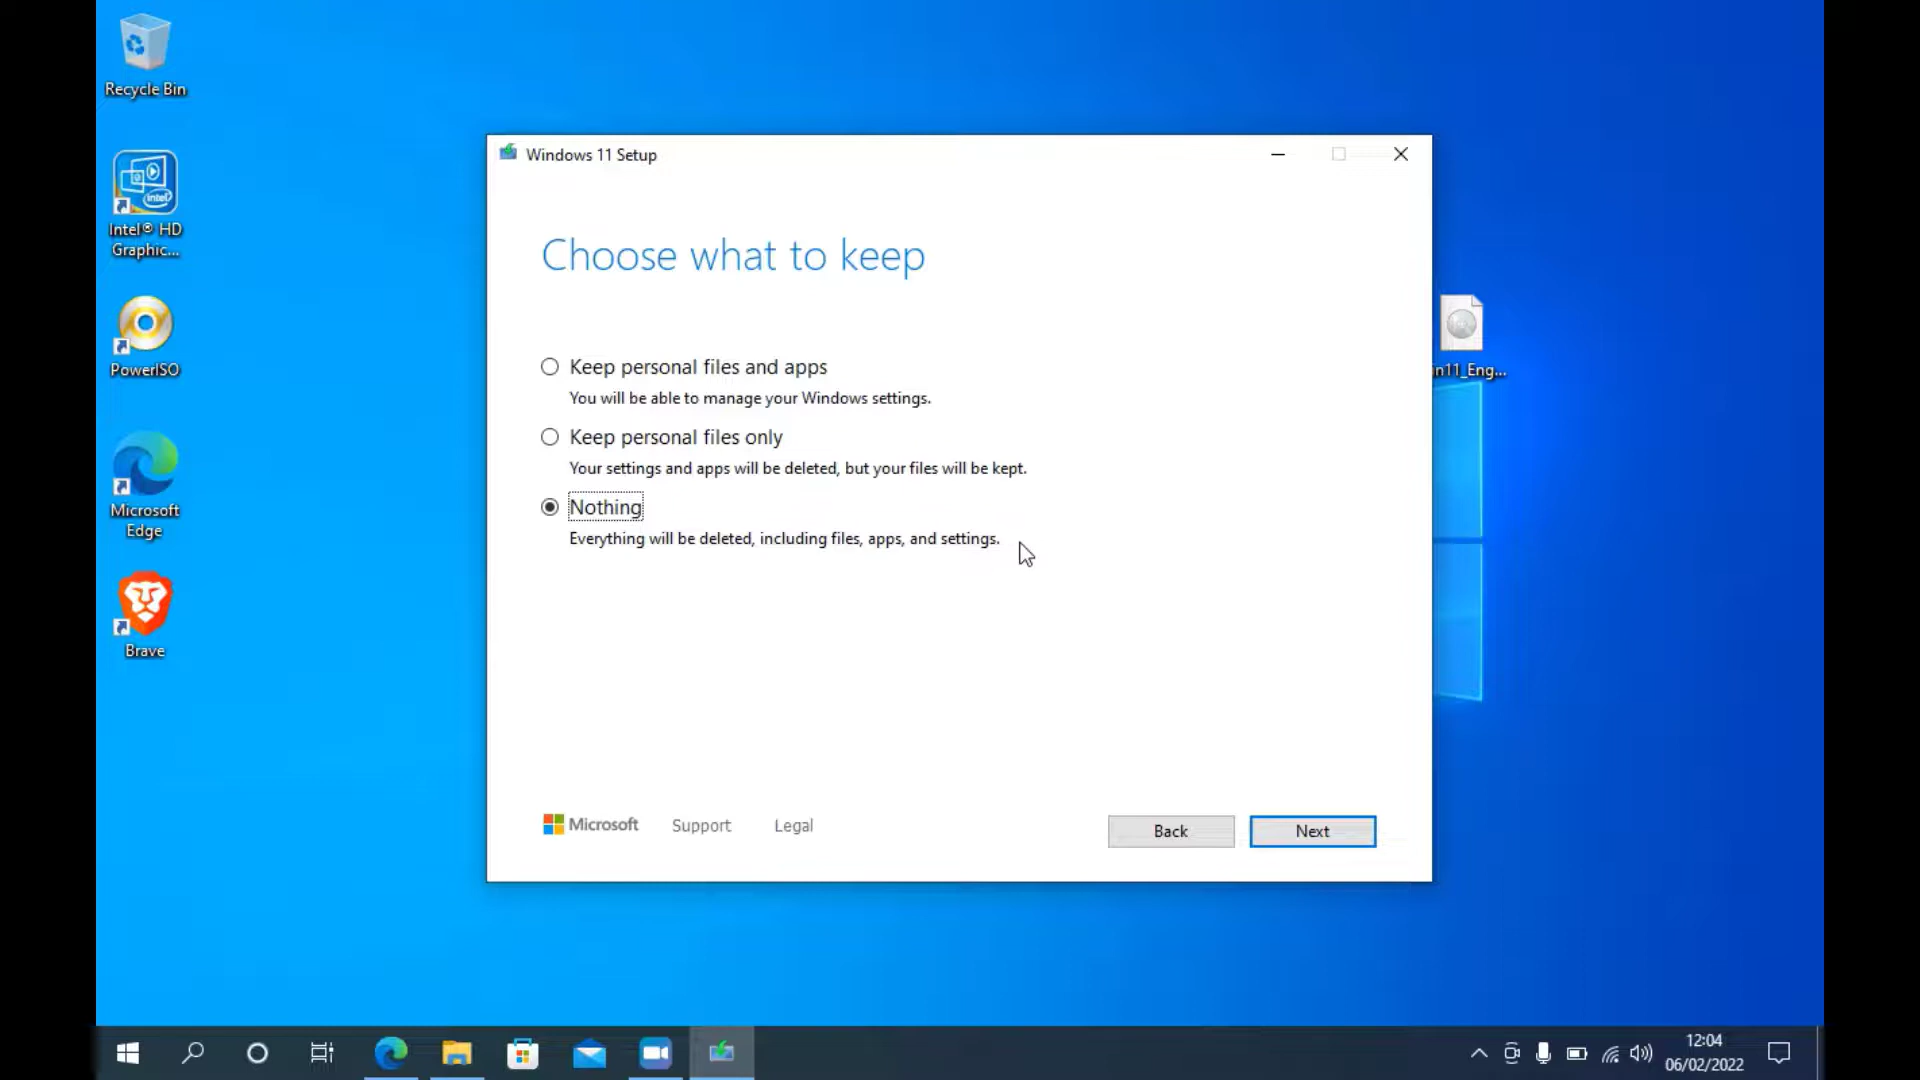 Recycle Bin
Intel® HD
Graphic...
PowerISO
Microsoft
Edge
Brave
Windows 11 Setup
Choose what to keep
Keep personal files and apps
You will be able to manage your Windows settings.
Keep personal files only
Your settings and apps will be deleted, but your files will be kept.
Nothing
Everything will be deleted, including files, apps, and settings.
Microsoft
Support
Legal
Back
Next
in11_Eng...
12:04
06/02/2022